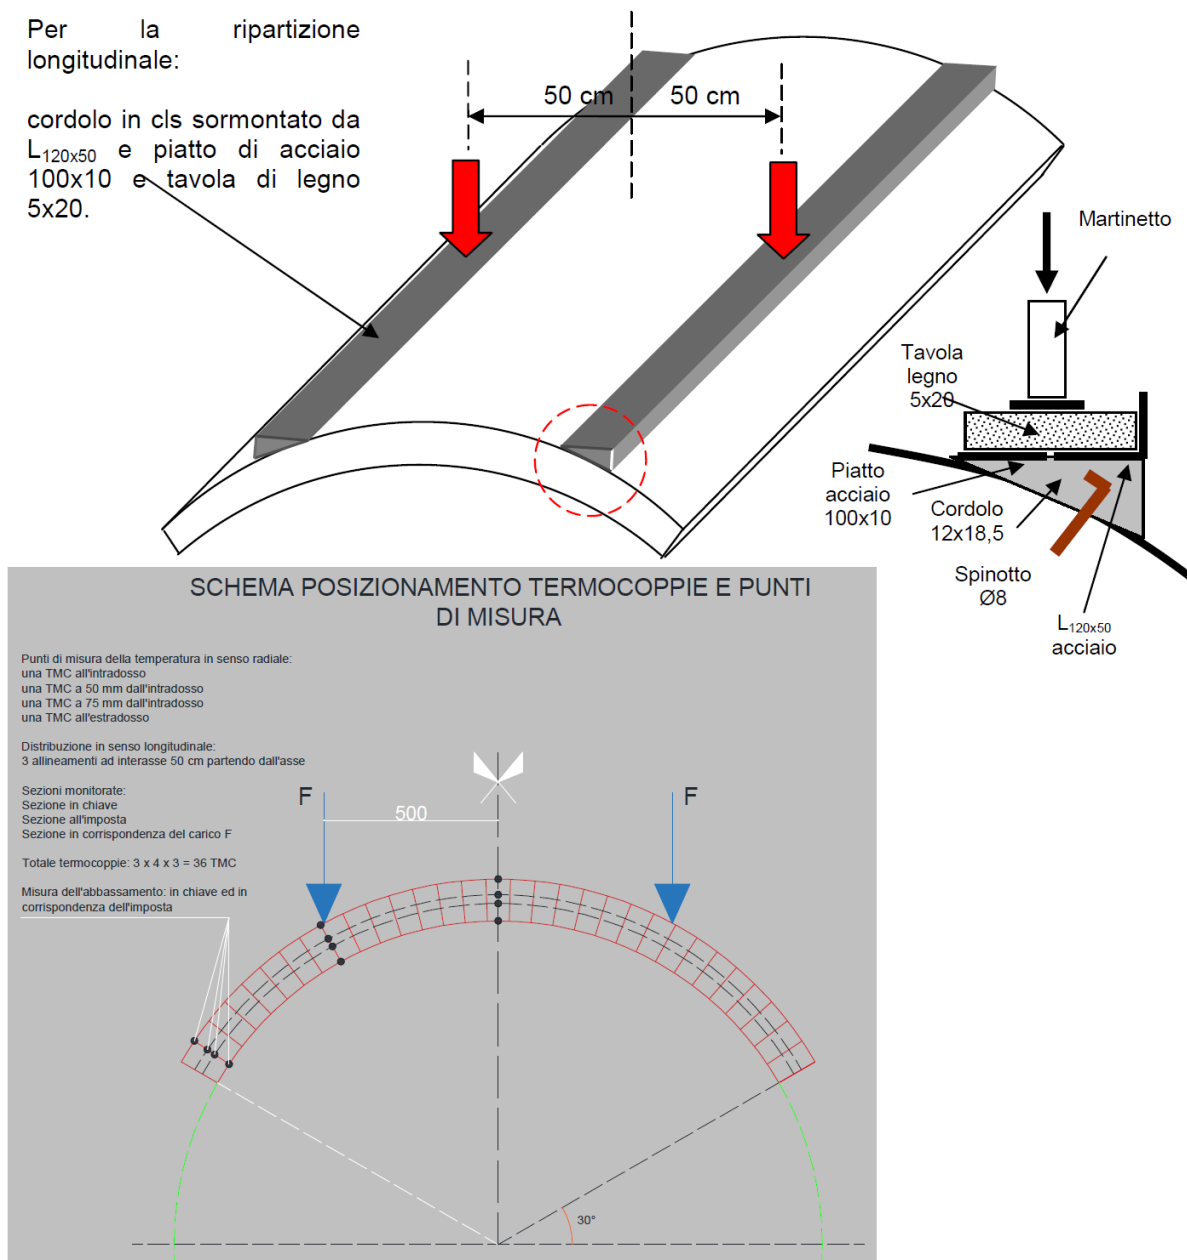 Per la ripartizione
longitudinale:
cordolo in cls sormontato da
L120x50 e piatto di acciaio
100x10 e tavola di legno
5x20.
50 cm
50 cm
Martinetto
Tavola
legno
5x20
Piatto
acciaio
100x10
Cordolo
12x18,5
Spinotto
Ø8
L120x50
acciaio
SCHEMA POSIZIONAMENTO TERMOCOPPIE E PUNTI
DI MISURA
Punti di misura della temperatura in senso radiale:
una TMC all'intradosso
una TMC a 50 mm dall'intradosso
una TMC a 75 mm dall'intradosso
una TMC all'estradosso
Distribuzione in senso longitudinale:
3 allineamenti ad interasse 50 cm partendo dall'asse
Sezioni monitorate:
Sezione in chiave
Sezione all'imposta
Sezione in corrispondenza del carico F
Totale termocoppie: 3 x 4 x 3 = 36 TMC
Misura dell'abbassamento: in chiave ed in
corrispondenza dell'imposta
F
500
F
30°